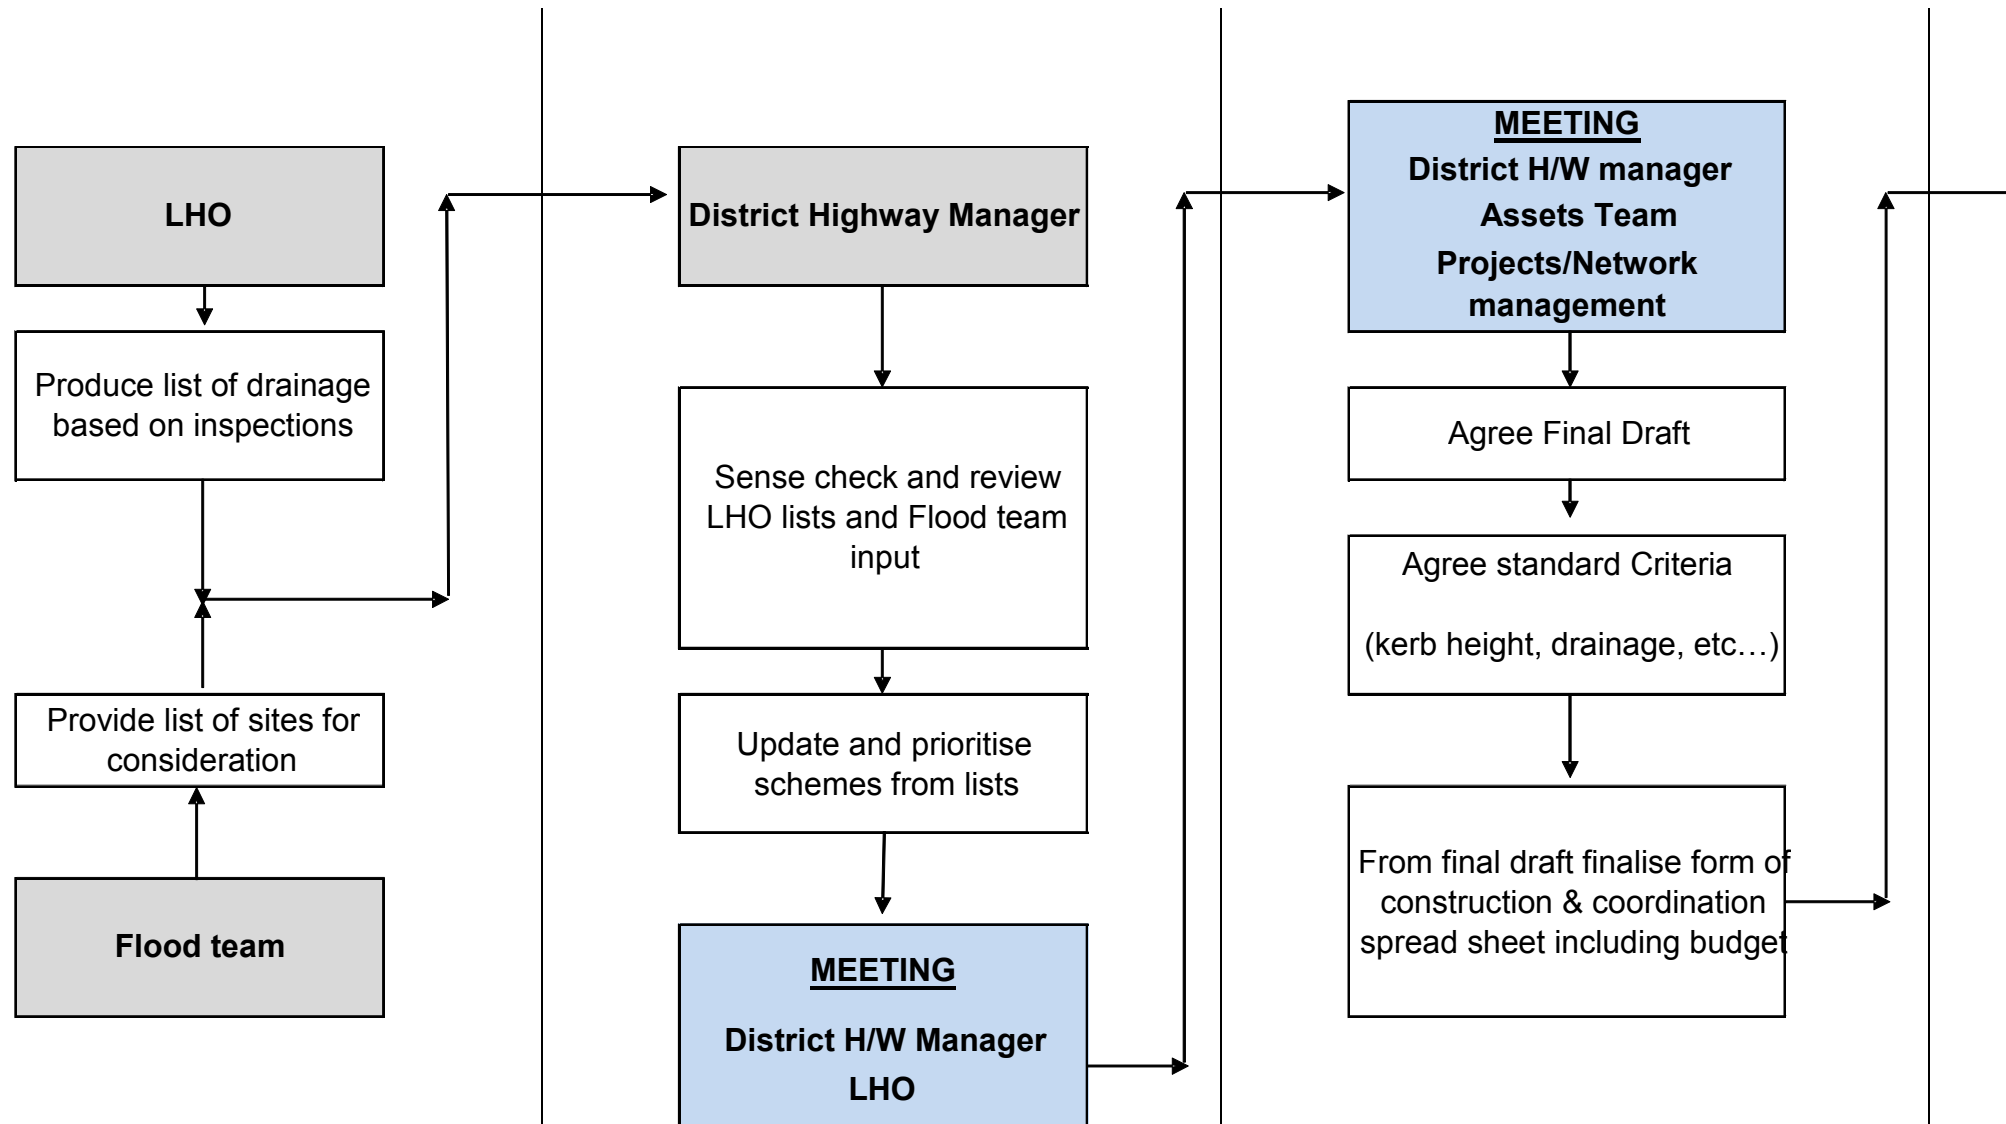 LHO
Produce list of drainage
based on inspections
Provide list of sites for
consideration
Flood team
District Highway Manager
Sense check and review
LHO lists and Flood team
input
Update and prioritise
schemes from lists
MEETING
District H/W Manager
LHO
MEETING
District H/W manager
Assets Team
Projects/Network
management
Agree Final Draft
Agree standard Criteria
(kerb height, drainage, etc…)
From final draft finalise form of
construction & coordination
spread sheet including budget